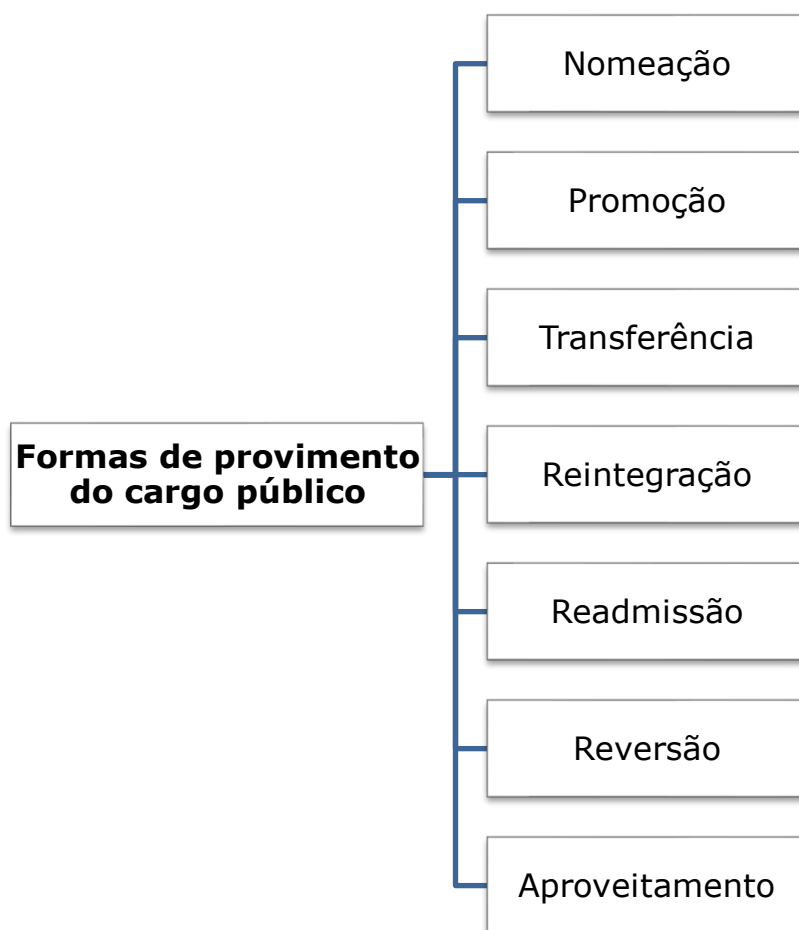 Formas de provimento
do cargo público
Nomeação
Promoção
Transferência
Reintegração
Readmissão
Reversão
Aproveitamento